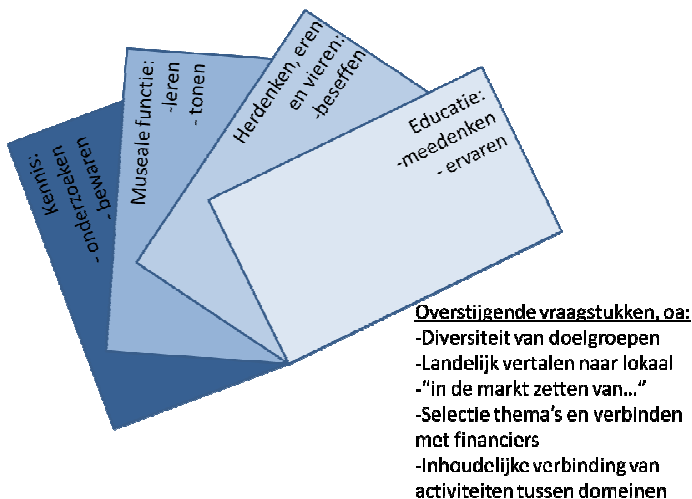 Kennis:
- onderzoeken
- bewaren
Museale functie:
-leren
- tonen
Herdenken, eren
en vieren:
-beseffen
Educatie:
-meedenken
- ervaren
Overstijgende vraagstukken, oa:
-Diversiteit van doelgroepen
-Landelijk vertalen naar lokaal
-“in de markt zetten van...”
-Selectie thema’s en verbinden
met financiers
-Inhoudelijke verbinding van
activiteiten tussen domeinen